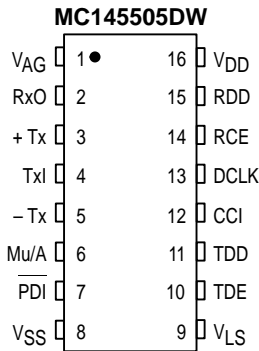 MC145505DW
VAG 1 16 VDD
RxO 2 15 RDD
+ Tx 3 14 RCE
TxI 4 13 DCLK
– Tx 5 12 CCI
Mu/A 6 11 TDD
PDI 7 10 TDE
VSS 8 9 VLS